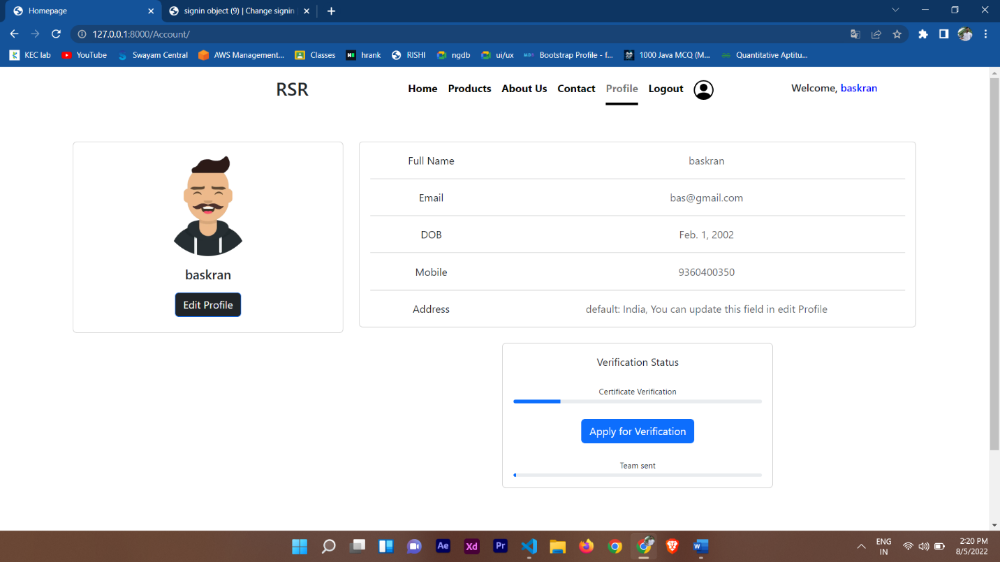 Homepage
signin object (9) | Change signin
127.0.0.1:8000/Account/
KEC lab YouTube Swayam Central AWS Management... Classes hrank RISHI ngdb ui/ux Bootstrap Profile - f... 1000 Java MCQ (M... Quantitative Aptitu...
RSR Home Products About Us Contact Profile Logout Welcome, baskran
baskran
Edit Profile
Full Name baskran
Email bas@gmail.com
DOB Feb. 1, 2002
Mobile 9360400350
Address default: India, You can update this field in edit Profile
Verification Status
Certificate Verification
Apply for Verification
Team sent
Ae Xd Pr W
ENG
IN
2:20 PM
8/5/2022